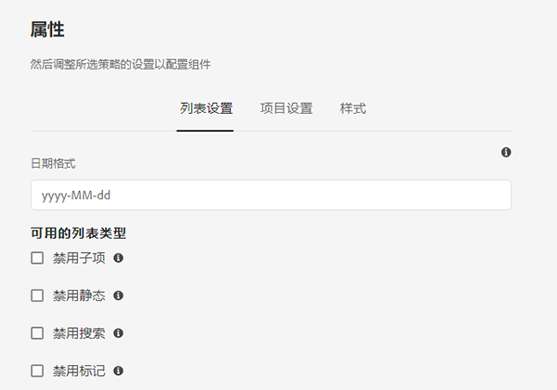 属性
然后调整所选策略的设置以配置组件
列表设置 项目设置 样式
日期格式
yyyy-MM-dd
可用的列表类型
禁用子项
禁用静态
禁用搜索
禁用标记